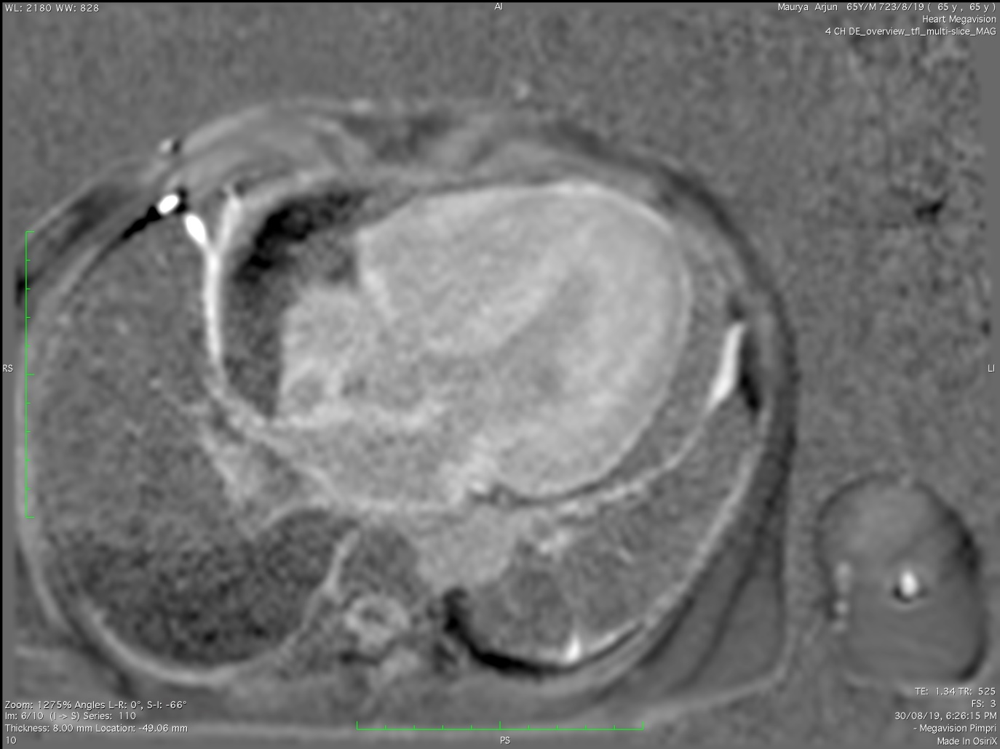 WL: 2180 WW: 828
AI
Maurya Arjun 65Y/M 723/8/19 ( 65 y , 65 y )
Heart Megavision
4 CH DE_overview_tfl_multi-slice_MAG
RS
LI
Zoom: 1275% Angles L-R: 0°, S-I: -66°
Im: 6/10 (I -> S) Series: 110
Thickness: 8.00 mm Location: -49.06 mm
10
PS
TE: 1.34 TR: 525
FS: 3
30/08/19, 6:26:15 PM
- Megavision Pimpri
Made In OsiriX